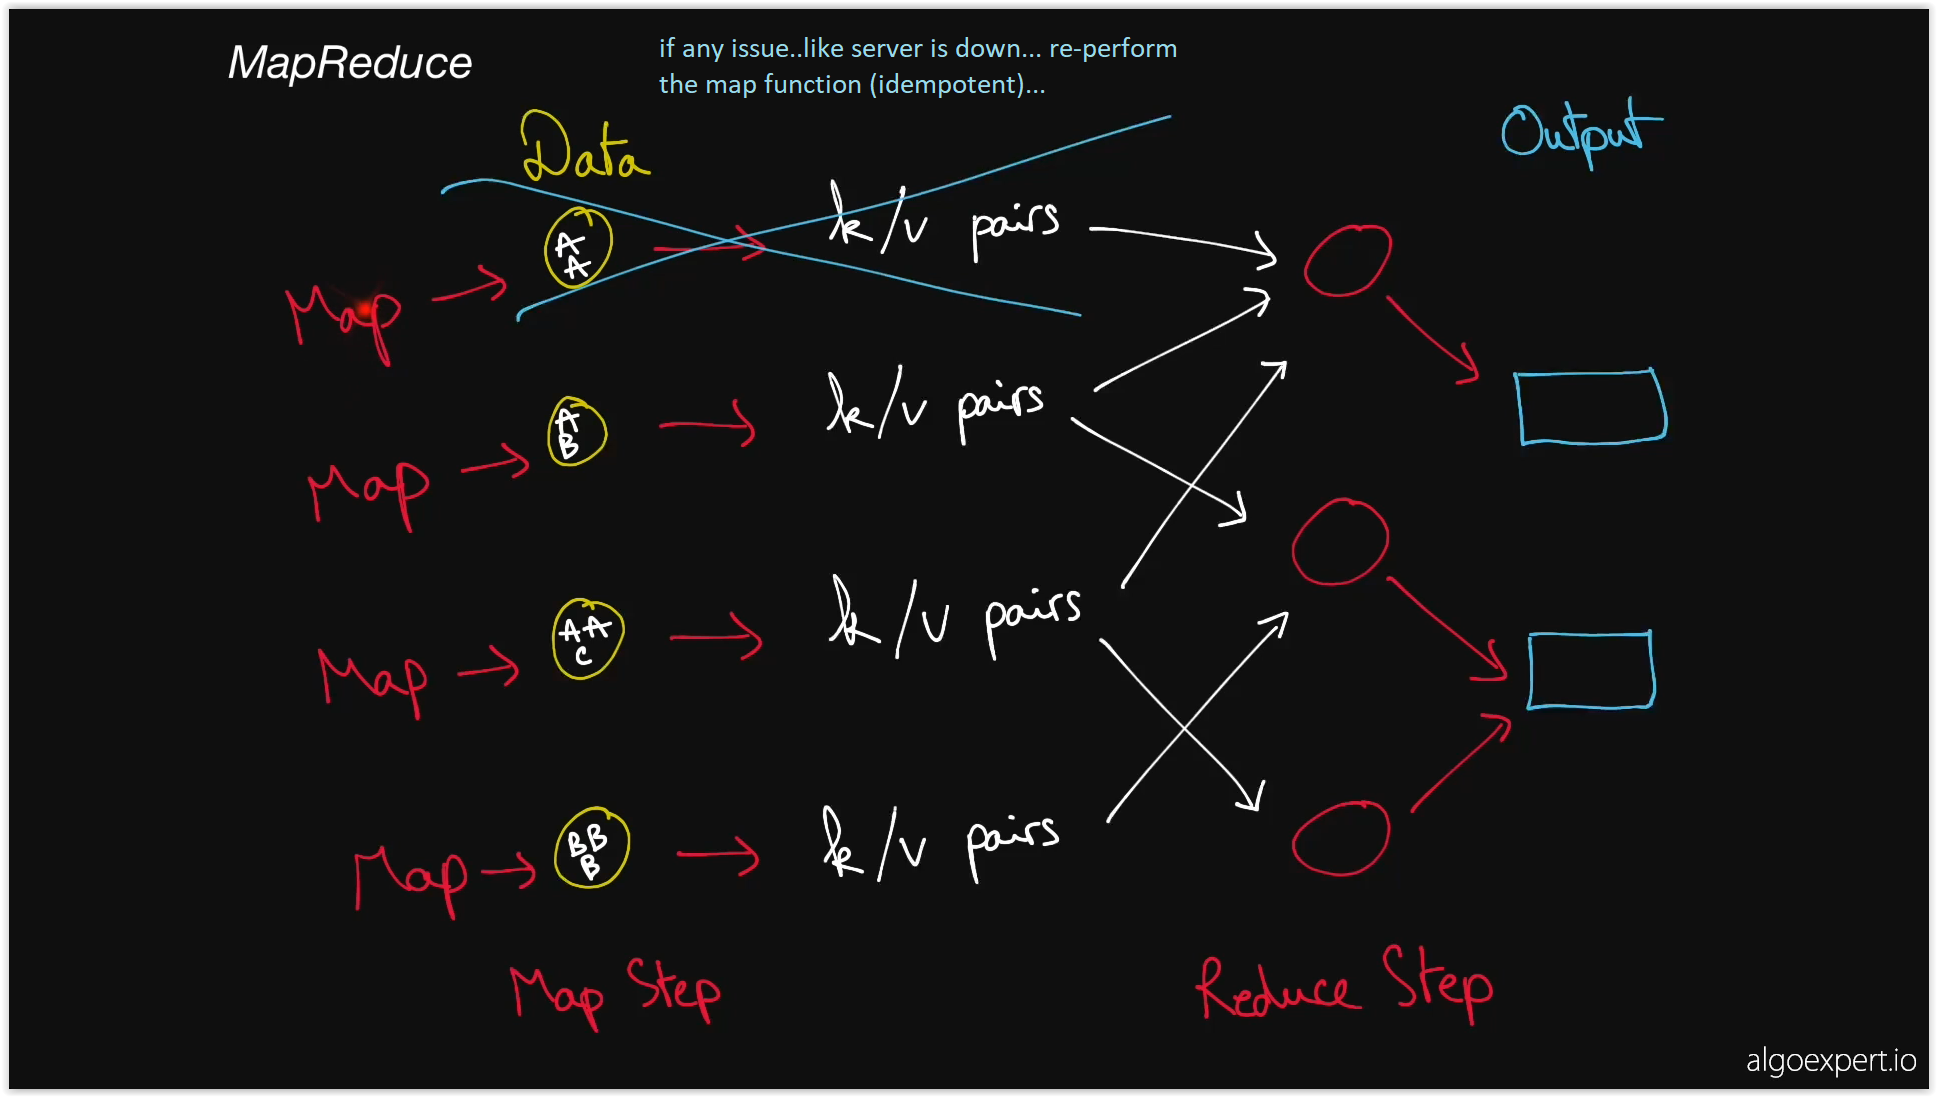 MapReduce
if any issue..like server is down... re-perform
the map function (idempotent)...
Data
Output
A
A
k/v pairs
Map
A
B
k/v pairs
Map
AA
C
k/v pairs
Map
BB
B
k/v pairs
Map
Map Step
Reduce Step
algoexpert.io